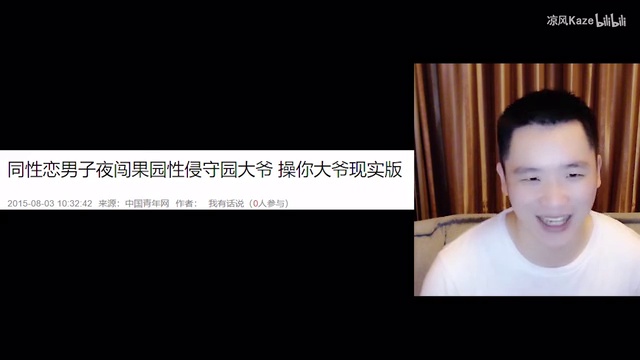 凉风Kaze bilibili
同性恋男子夜闯果园性侵守园大爷 操你大爷现实版
2015-08-03 10:32:42 来源：中国青年网 作者： 我有话说（0人参与）